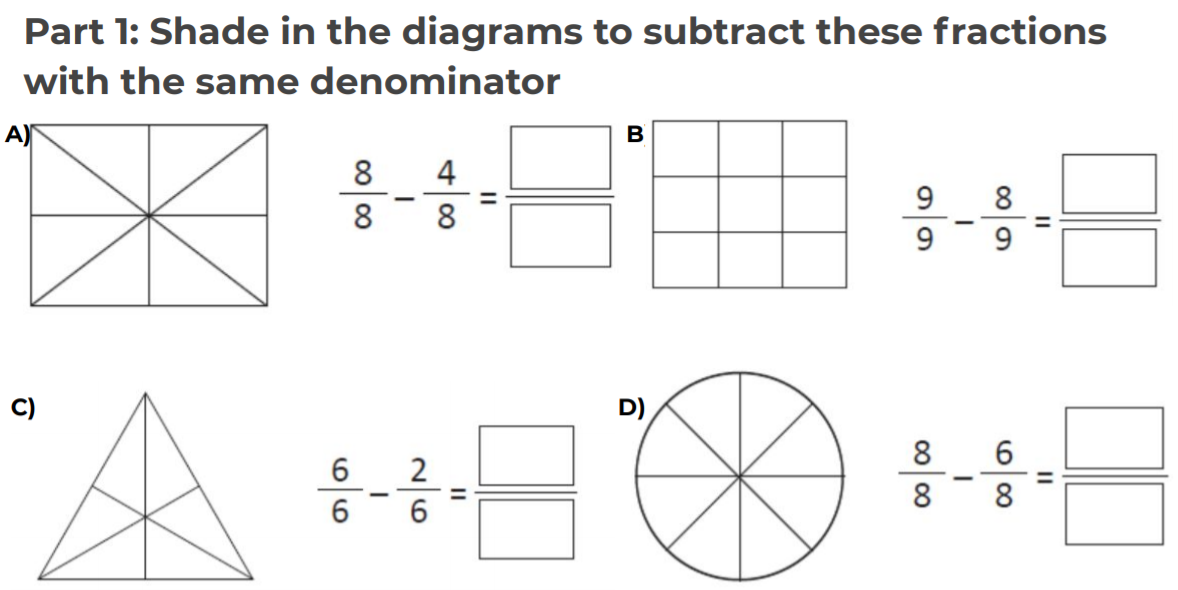 Part 1: Shade in the diagrams to subtract these fractions
with the same denominator
A)
8/8 - 4/8 =
B
9/9 - 8/9 =
C)
6/6 - 2/6 =
D)
8/8 - 6/8 =